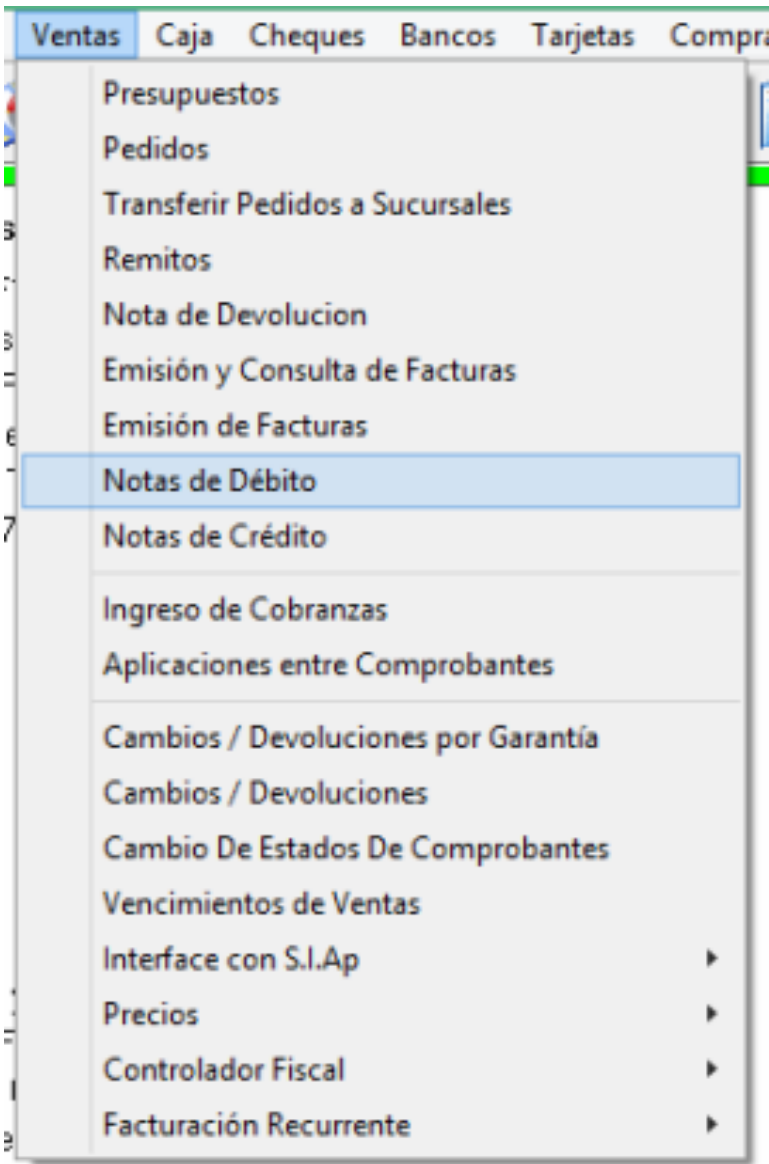 Ventas Caja Cheques Bancos Tarjetas
Presupuestos
Pedidos
Transferir Pedidos a Sucursales
Remitos
Nota de Devolucion
Emisión y Consulta de Facturas
Emisión de Facturas
Notas de Débito
Notas de Crédito
Ingreso de Cobranzas
Aplicaciones entre Comprobantes
Cambios / Devoluciones por Garantía
Cambios / Devoluciones
Cambio De Estados De Comprobantes
Vencimientos de Ventas
Interface con S.I.Ap
Precios
Controlador Fiscal
Facturación Recurrente